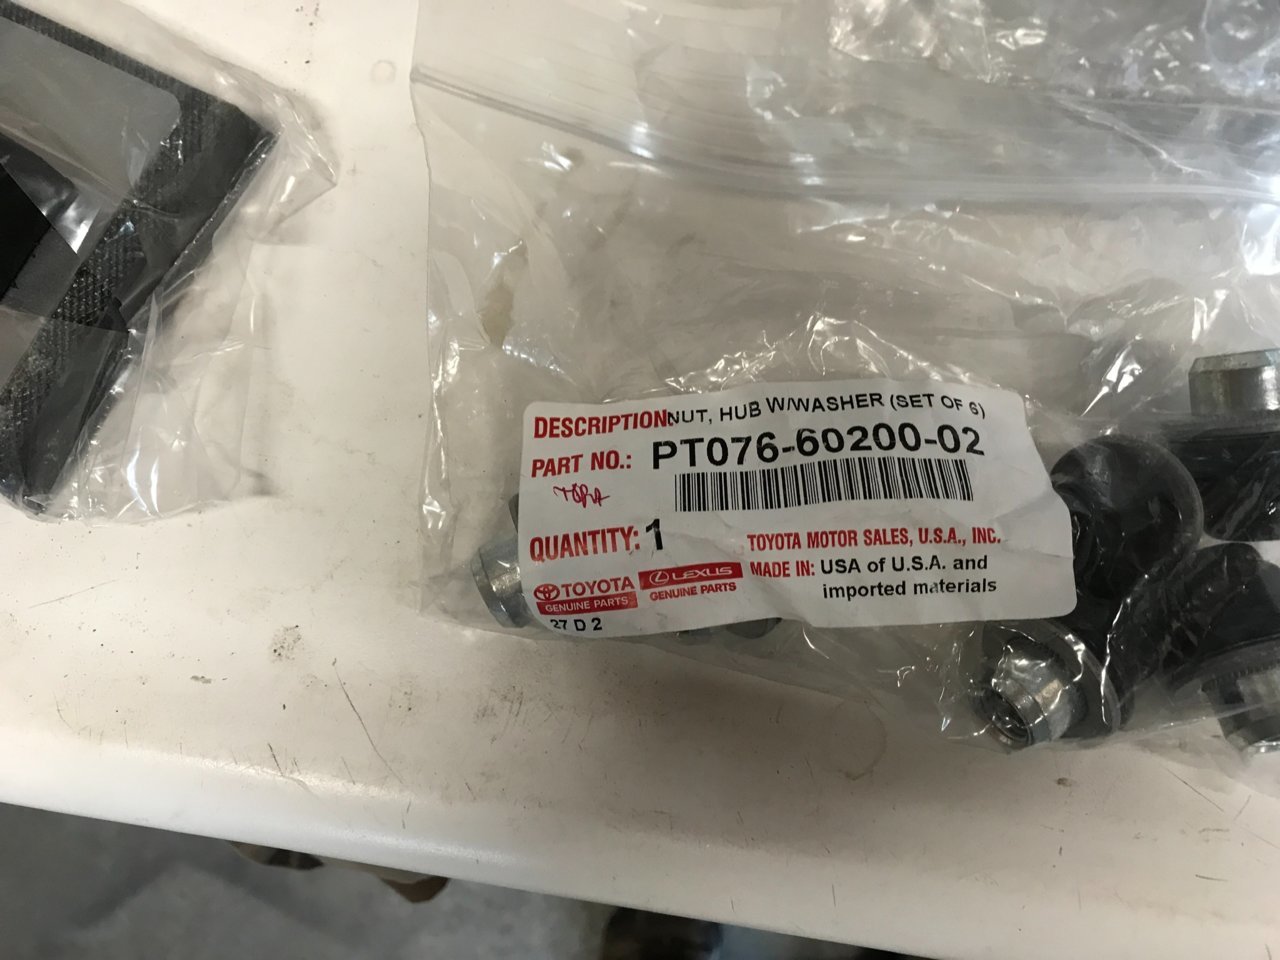 DESCRIPTION NUT, HUB W/WASHER (SET OF 6)
PART NO.: PT076-60200-02
QUANTITY: 1
TOYOTA MOTOR SALES, U.S.A., INC.
MADE IN: USA of U.S.A. and
imported materials
TOYOTA
GENUINE PARTS
LEXUS
GENUINE PARTS
27 D 2